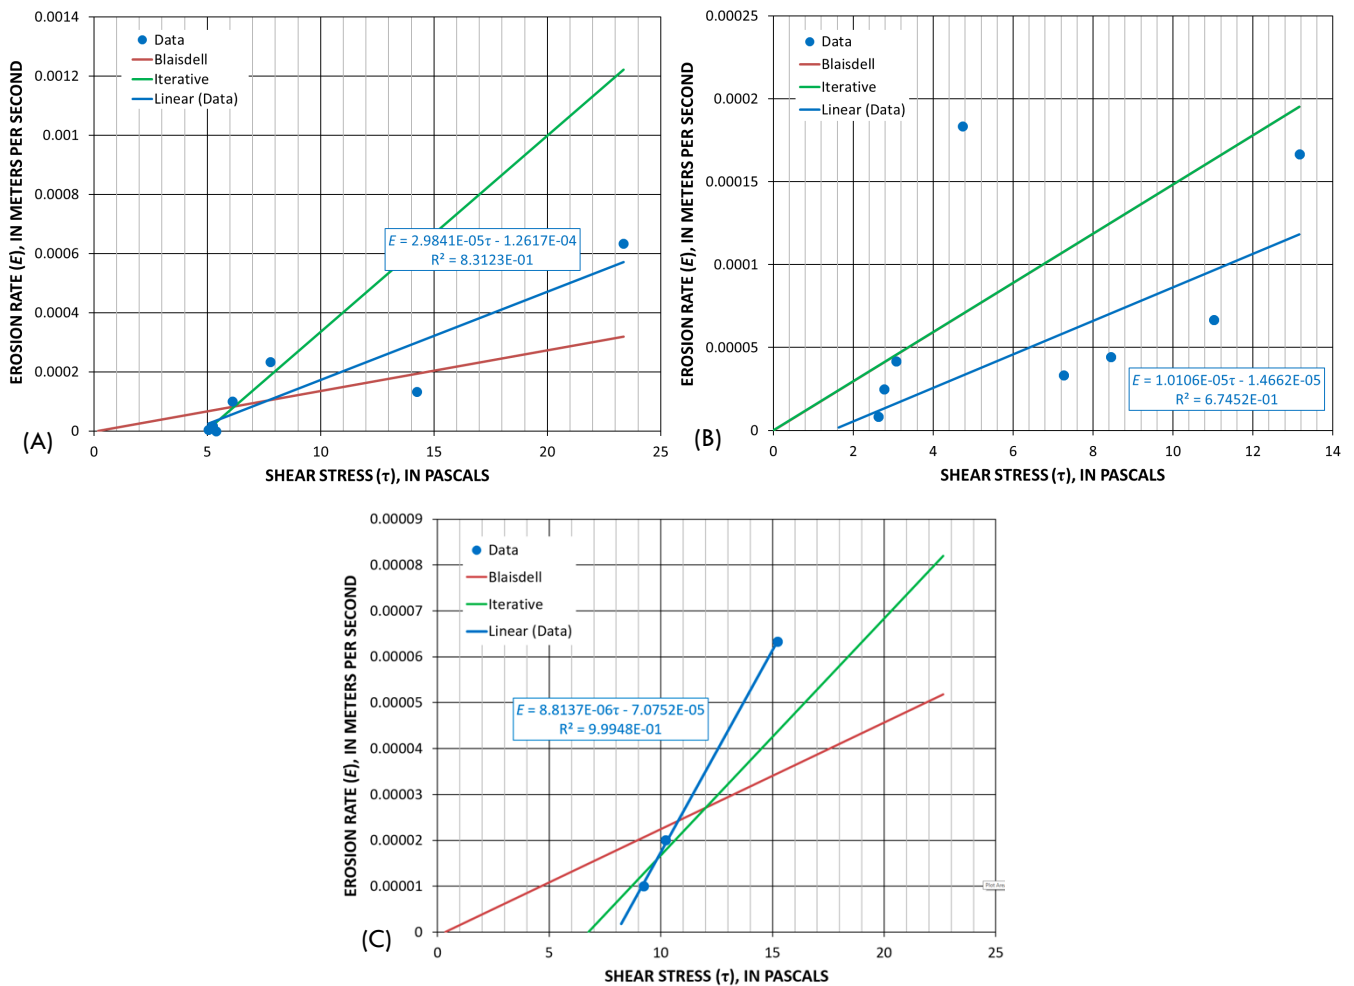 0.0014
0.0012
0.001
0.0008
0.0006
0.0004
0.0002
0
EROSION RATE (E), IN METERS PER SECOND
Data
Blaisdell
Iterative
Linear (Data)
E = 2.9841E-05τ - 1.2617E-04
R² = 8.3123E-01
0 5 10 15 20 25
SHEAR STRESS (τ), IN PASCALS
(A)
0.00025
0.0002
0.00015
0.0001
0.00005
0
EROSION RATE (E), IN METERS PER SECOND
Data
Blaisdell
Iterative
Linear (Data)
E = 1.0106E-05τ - 1.4662E-05
R² = 6.7452E-01
0 2 4 6 8 10 12 14
SHEAR STRESS (τ), IN PASCALS
(B)
0.00009
0.00008
0.00007
0.00006
0.00005
0.00004
0.00003
0.00002
0.00001
0
EROSION RATE (E), IN METERS PER SECOND
Data
Blaisdell
Iterative
Linear (Data)
E = 8.8137E-06τ - 7.0752E-05
R² = 9.9948E-01
Plot Are
0 5 10 15 20 25
SHEAR STRESS (τ), IN PASCALS
(C)